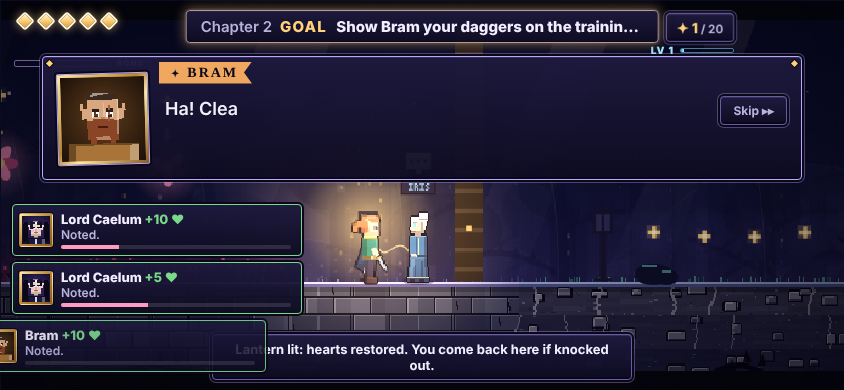 Chapter 2 GOAL Show Bram your daggers on the trainin...
1 / 20
LV 1
BRAM
Ha! Clea
Skip
IRIS
Lord Caelum +10
Noted.
Lord Caelum +5
Noted.
Bram +10
Noted.
Lantern lit: hearts restored. You come back here if knocked
out.